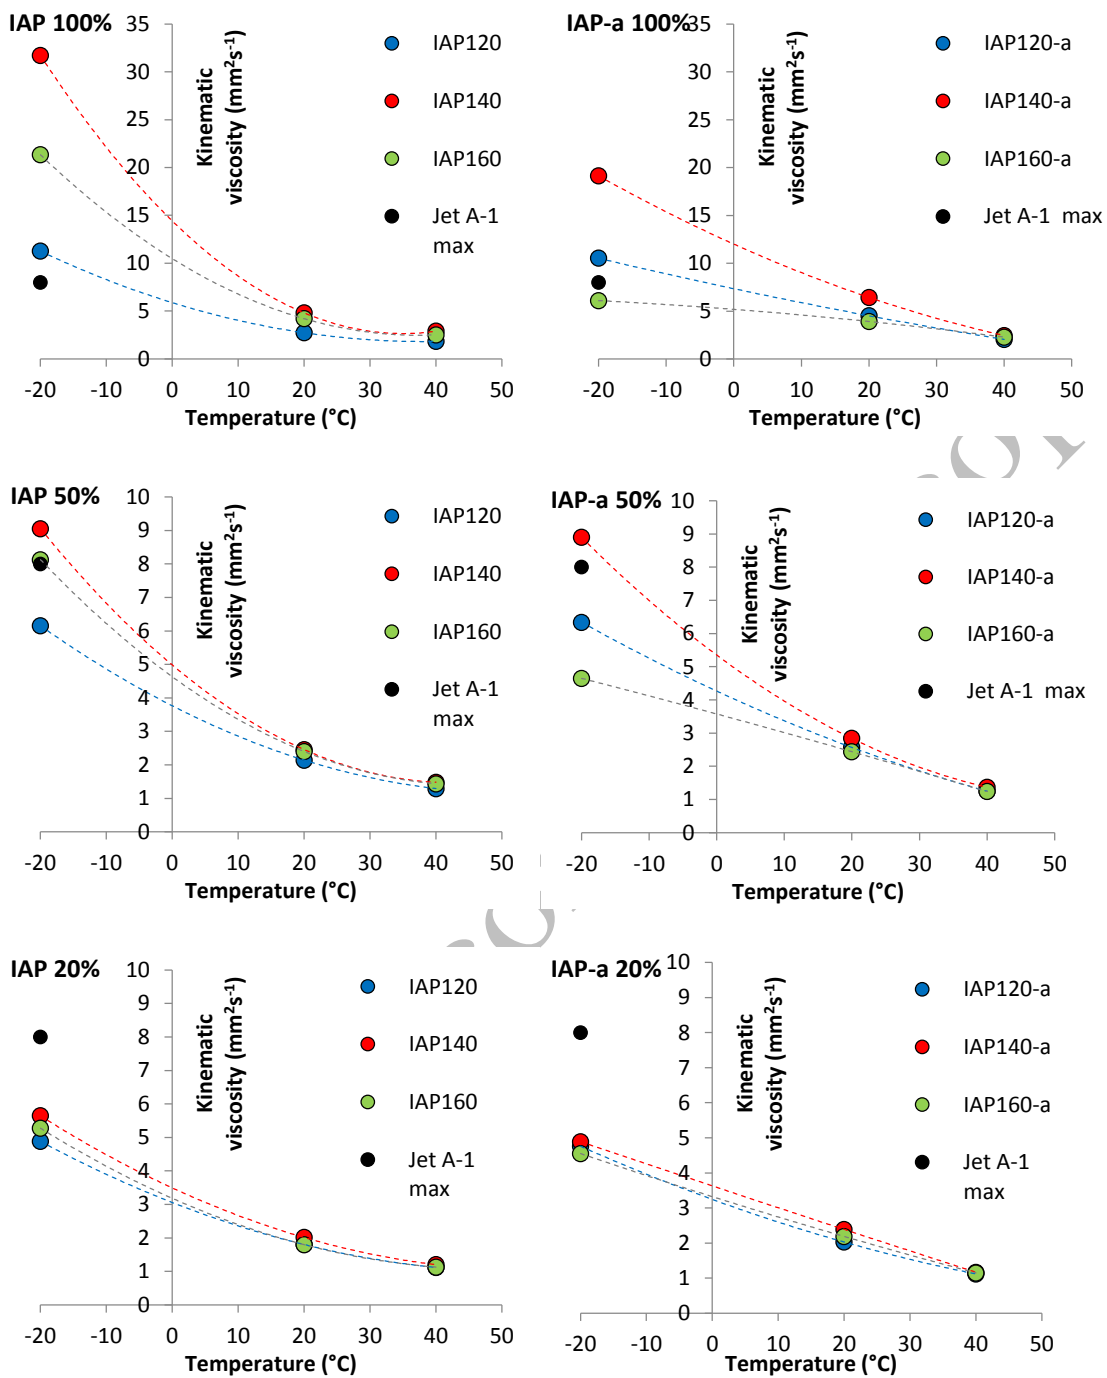 IAP 100%
35
30
25
20
15
10
5
0
Kinematic
viscosity (mm²s⁻¹)
IAP120
IAP140
IAP160
Jet A-1
max
-20 -10 0 10 20 30 40 50
Temperature (°C)
IAP-a 100%
35
30
25
20
15
10
5
0
Kinematic
viscosity (mm²s⁻¹)
IAP120-a
IAP140-a
IAP160-a
Jet A-1 max
-20 -10 0 10 20 30 40 50
Temperature (°C)
IAP 50%
10
9
8
7
6
5
4
3
2
1
0
Kinematic
viscosity (mm²s⁻¹)
IAP120
IAP140
IAP160
Jet A-1
max
-20 -10 0 10 20 30 40 50
Temperature (°C)
IAP-a 50%
10
9
8
7
6
5
4
3
2
1
0
Kinematic
viscosity (mm²s⁻¹)
IAP120-a
IAP140-a
IAP160-a
Jet A-1 max
-20 -10 0 10 20 30 40 50
Temperature (°C)
IAP 20%
10
9
8
7
6
5
4
3
2
1
0
Kinematic
viscosity (mm²s⁻¹)
IAP120
IAP140
IAP160
Jet A-1
max
-20 -10 0 10 20 30 40 50
Temperature (°C)
IAP-a 20%
10
9
8
7
6
5
4
3
2
1
0
Kinematic
viscosity (mm²s⁻¹)
IAP120-a
IAP140-a
IAP160-a
Jet A-1
max
-20 -10 0 10 20 30 40 50
Temperature (°C)